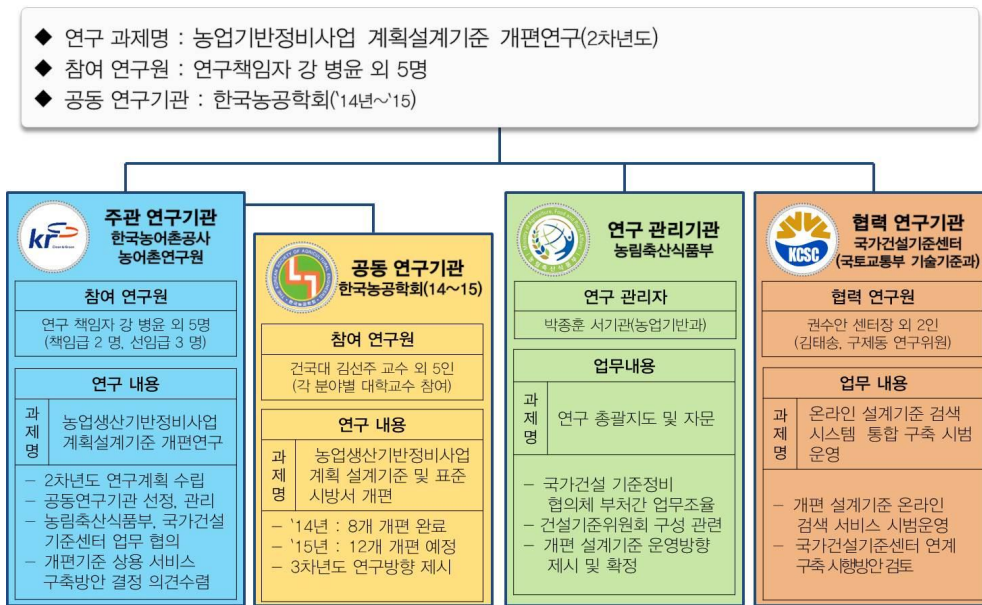 ◆ 연구 과제명 : 농업기반정비사업 계획설계기준 개편연구(2차년도)
◆ 참여 연구원 : 연구책임자 강 병윤 외 5명
◆ 공동 연구기관 : 한국농공학회('14년~'15)
kr
주관 연구기관
한국농어촌공사
농어촌연구원
참여 연구원
연구 책임자 강 병윤 외 5명
(책임급 2 명, 선임급 3 명)
연구 내용
과제명
농업생산기반정비사업
계획설계기준 개편연구
– 2차년도 연구계획 수립
– 공동연구기관 선정, 관리
– 농림축산식품부, 국가건설
기준센터 업무 협의
– 개편기준 상용 서비스
구축방안 결정 의견수렴
공동 연구기관
한국농공학회(14~15)
참여 연구원
건국대 김선주 교수 외 5인
(각 분야별 대학교수 참여)
연구 내용
과제명
농업생산기반정비사업
계획 설계기준 및 표준
시방서 개편
– '14년 : 8개 개편 완료
– '15년 : 12개 개편 예정
– 3차년도 연구방향 제시
연구 관리기관
농림축산식품부
연구 관리자
박종훈 서기관(농업기반과)
업무내용
과제명
연구 총괄지도 및 자문
– 국가건설 기준정비
협의체 부처간 업무조율
– 건설기준위원회 구성 관련
– 개편 설계기준 운영방향
제시 및 확정
KCSC
협력 연구기관
국가건설기준센터
(국토교통부 기술기준과)
협력 연구원
권수안 센터장 외 2인
(김태송, 구제동 연구위원)
업무 내용
과제명
온라인 설계기준 검색
시스템 통합 구축 시범
운영
– 개편 설계기준 온라인
검색 서비스 시범운영
– 국가건설기준센터 연계
구축 시행방안 검토